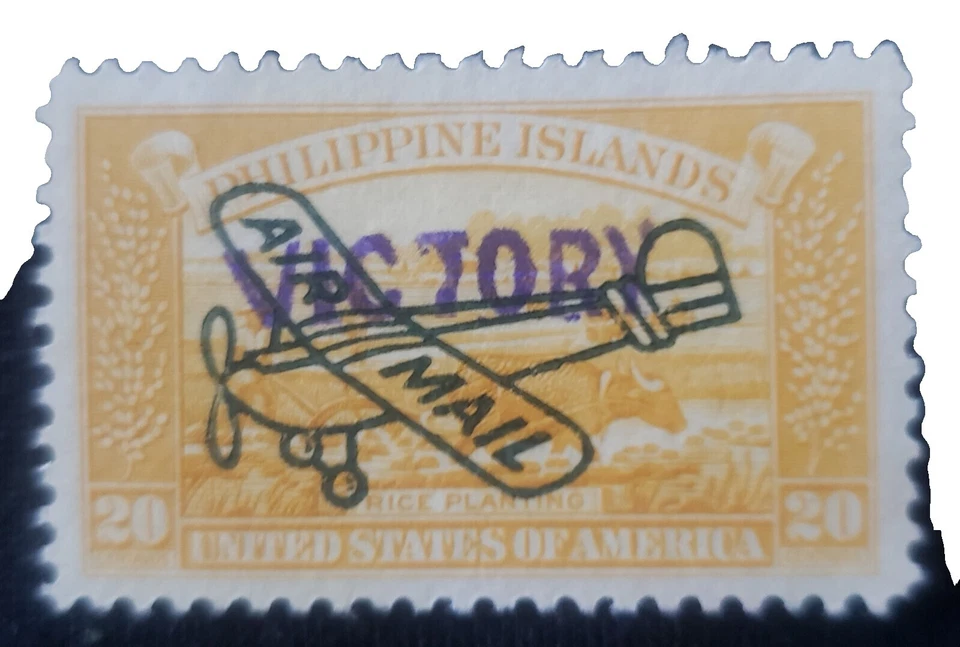 PHILIPPINE ISLANDS
VICTORY
AIR MAIL
RICE PLANTING
20 20
UNITED STATES OF AMERICA